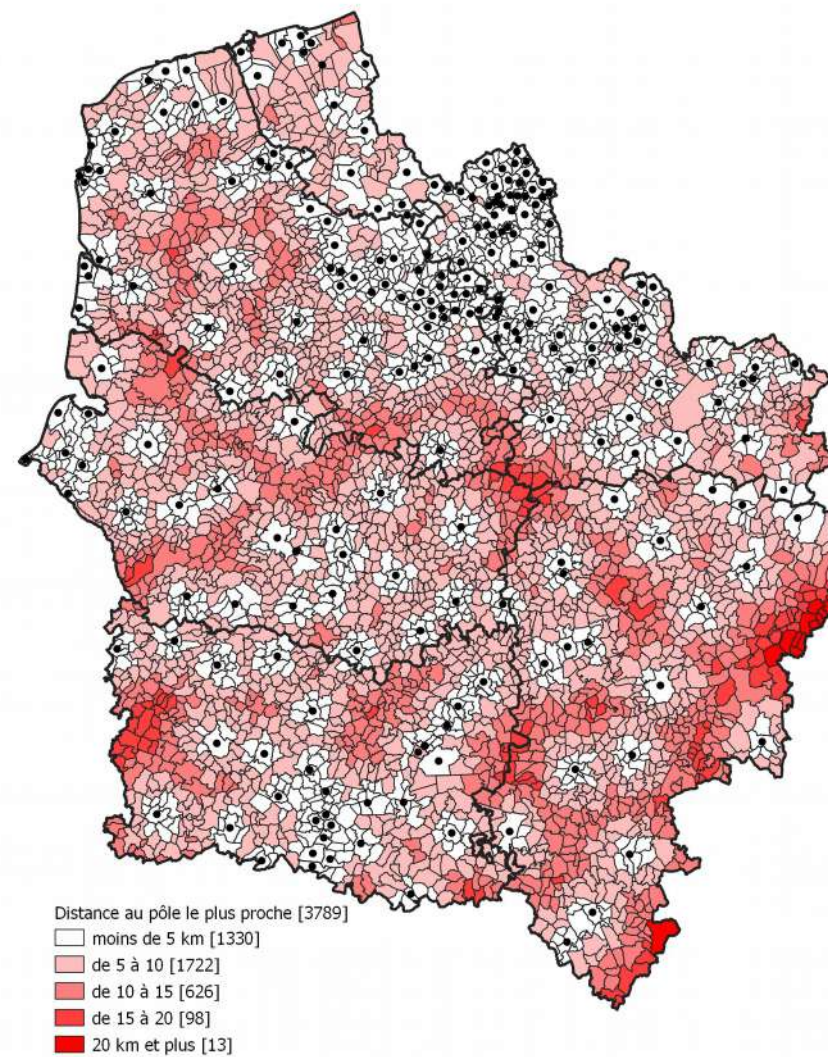 Distance au pôle le plus proche [3789]
moins de 5 km [1330]
de 5 à 10 [1722]
de 10 à 15 [626]
de 15 à 20 [98]
20 km et plus [13]